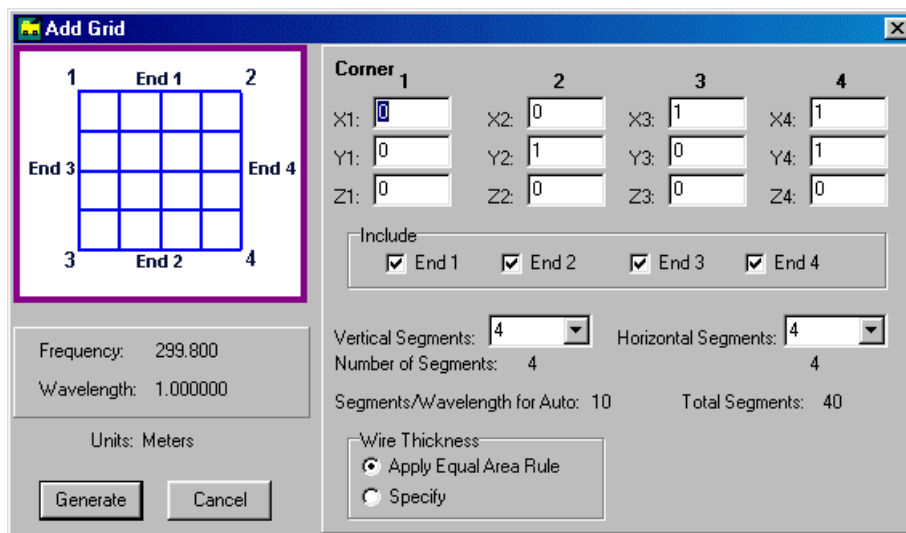 Add Grid
1 End 1 2
End 3 End 4
3 End 2 4
Frequency: 299.800
Wavelength: 1.000000
Units: Meters
Generate Cancel
Corner 1 2 3 4
X1: 0 X2: 0 X3: 1 X4: 1
Y1: 0 Y2: 1 Y3: 0 Y4: 1
Z1: 0 Z2: 0 Z3: 0 Z4: 0
Include
End 1 End 2 End 3 End 4
Vertical Segments: 4 Horizontal Segments: 4
Number of Segments: 4 4
Segments/Wavelength for Auto: 10 Total Segments: 40
Wire Thickness
Apply Equal Area Rule
Specify